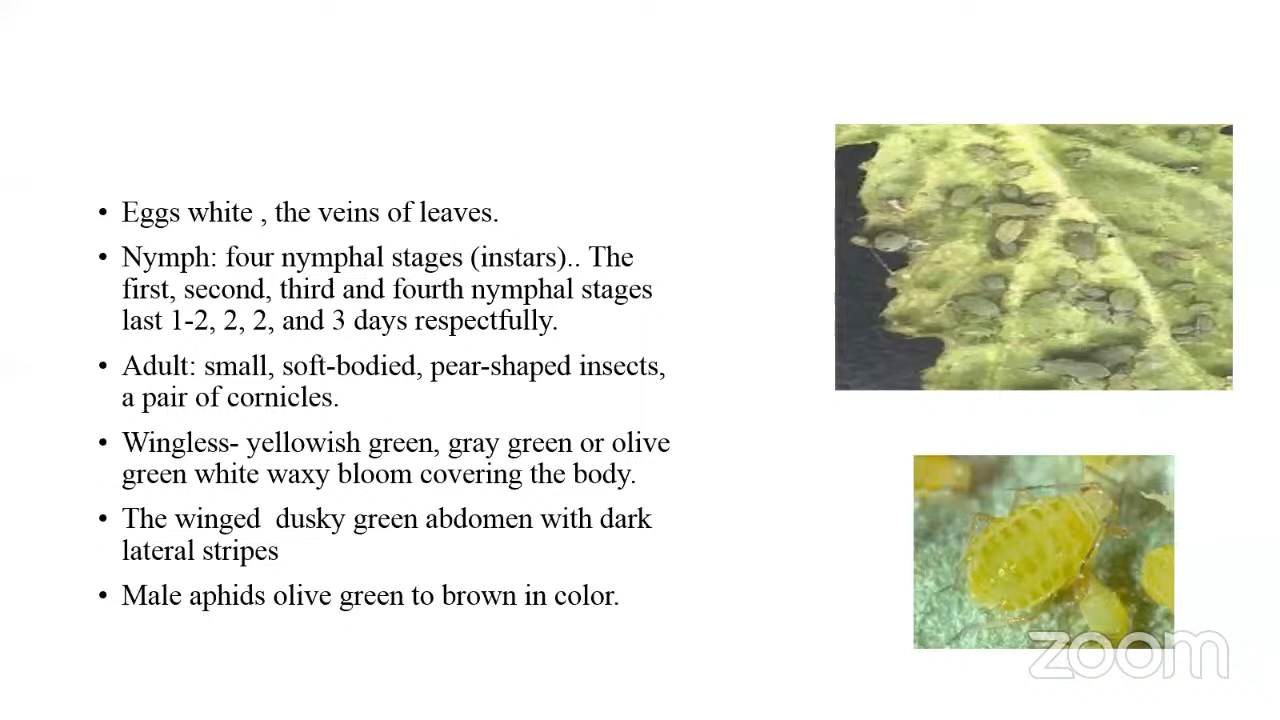 • Eggs white , the veins of leaves.
• Nymph: four nymphal stages (instars).. The
first, second, third and fourth nymphal stages
last 1-2, 2, 2, and 3 days respectfully.
• Adult: small, soft-bodied, pear-shaped insects,
a pair of cornicles.
• Wingless- yellowish green, gray green or olive
green white waxy bloom covering the body.
• The winged  dusky green abdomen with dark
lateral stripes
• Male aphids olive green to brown in color.
zoom